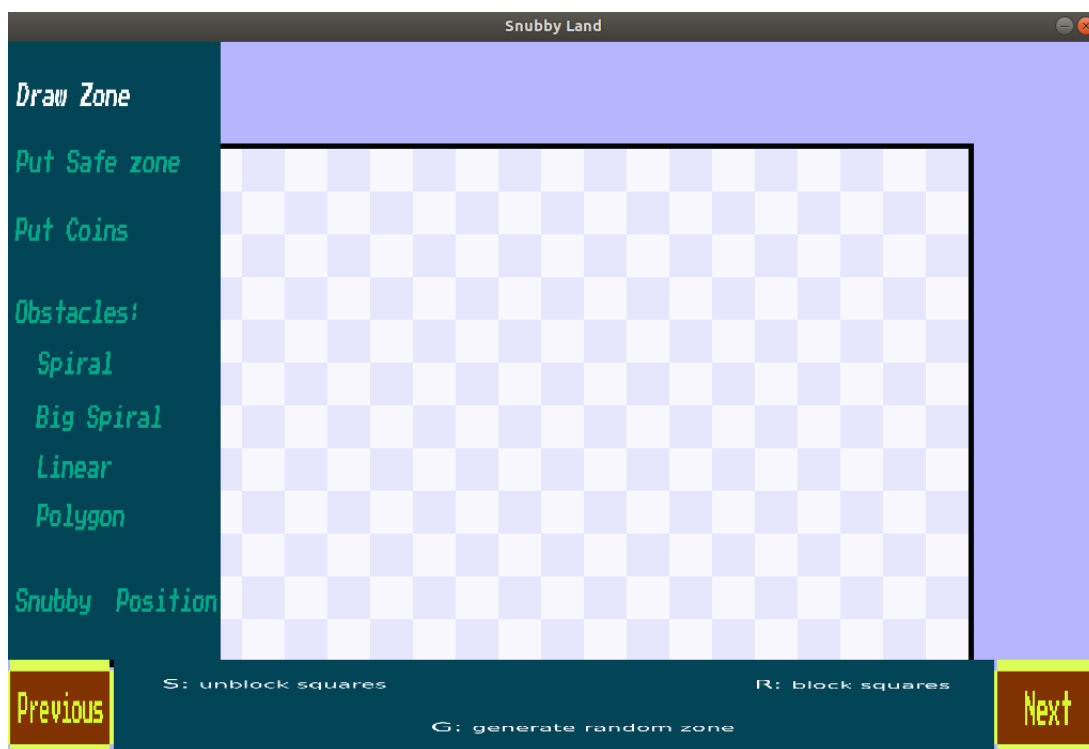 Snubby Land
Draw Zone
Put Safe zone
Put Coins
Obstacles:
Spiral
Big Spiral
Linear
Polygon
Snubby Position
Previous
S: unblock squares
R: block squares
G: generate random zone
Next